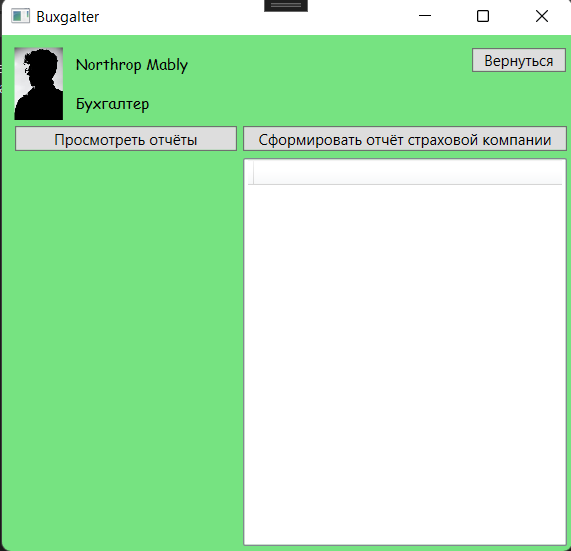 Buxgalter
Northrop Mably
Вернуться
Бухгалтер
Просмотреть отчёты
Сформировать отчёт страховой компании